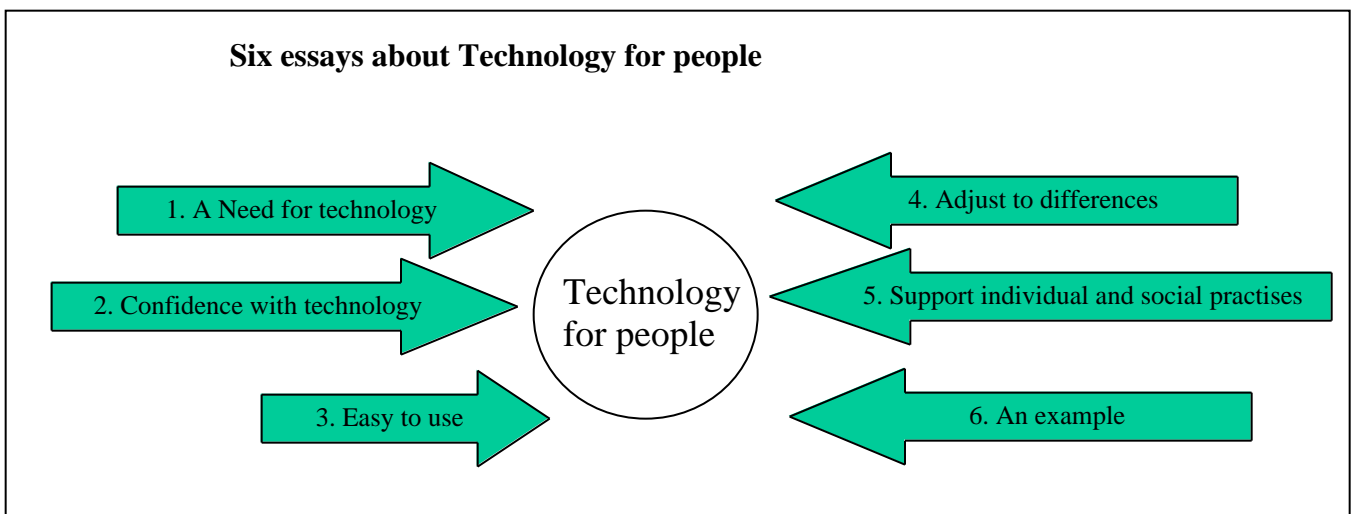 Six essays about Technology for people
1. A Need for technology
2. Confidence with technology
3. Easy to use
Technology
for people
4. Adjust to differences
5. Support individual and social practises
6. An example